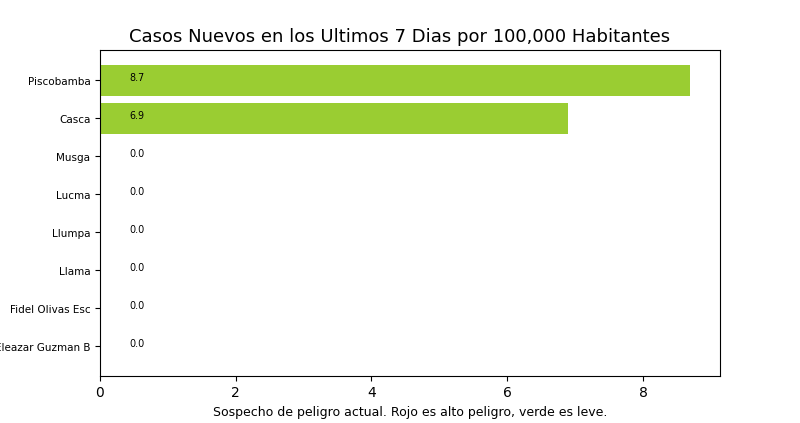 Casos Nuevos en los Ultimos 7 Dias por 100,000 Habitantes
Piscobamba 8.7
Casca 6.9
Musga 0.0
Lucma 0.0
Llumpa 0.0
Llama 0.0
Fidel Olivas Esc 0.0
Eleazar Guzman B 0.0
0 2 4 6 8
Sospecho de peligro actual. Rojo es alto peligro, verde es leve.